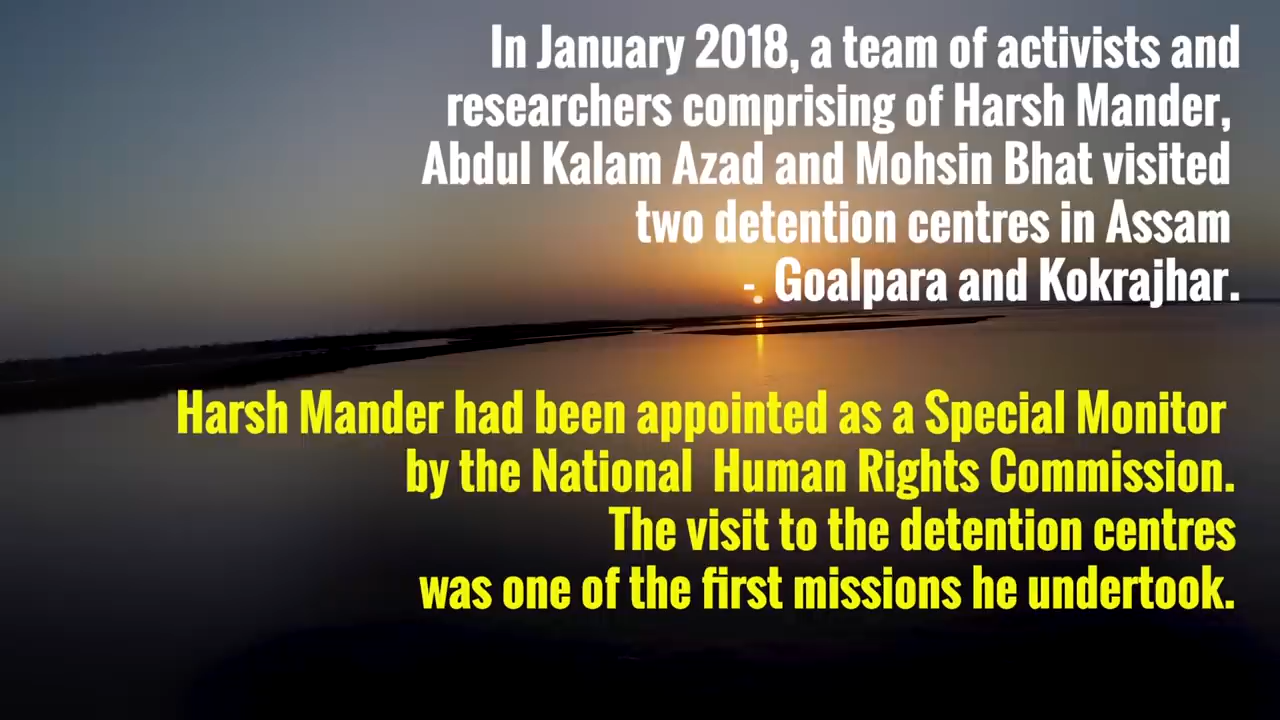 In January 2018, a team of activists and
researchers comprising of Harsh Mander,
Abdul Kalam Azad and Mohsin Bhat visited
two detention centres in Assam
- Goalpara and Kokrajhar.
Harsh Mander had been appointed as a Special Monitor
by the National Human Rights Commission.
The visit to the detention centres
was one of the first missions he undertook.